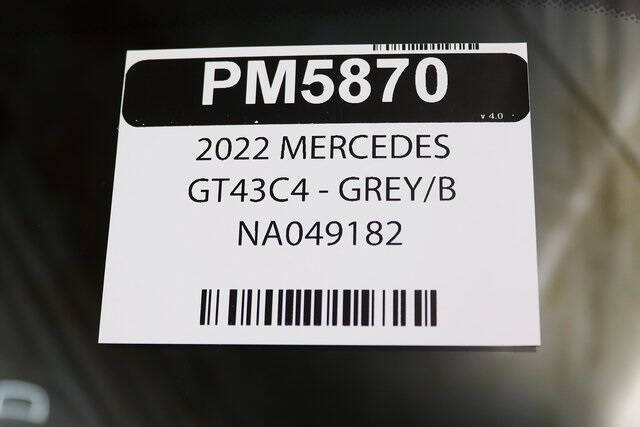 PM5870
v 4.0
2022 MERCEDES
GT43C4 - GREY/B
NA049182